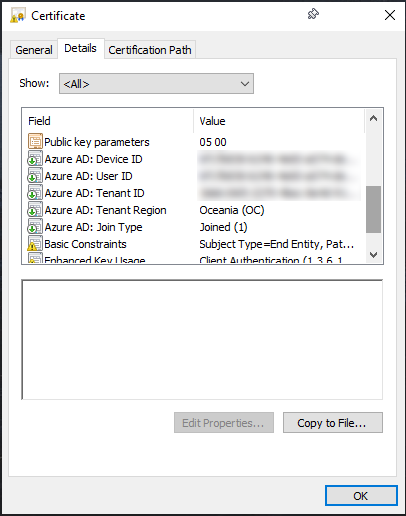 Certificate
General Details Certification Path
Show: <All>
Field Value
Public key parameters 05 00
Azure AD: Device ID
Azure AD: User ID
Azure AD: Tenant ID
Azure AD: Tenant Region Oceania (OC)
Azure AD: Join Type Joined (1)
Basic Constraints Subject Type=End Entity, Pat...
Enhanced Key Usage Client Authentication (1.3.6.1
Edit Properties... Copy to File...
OK